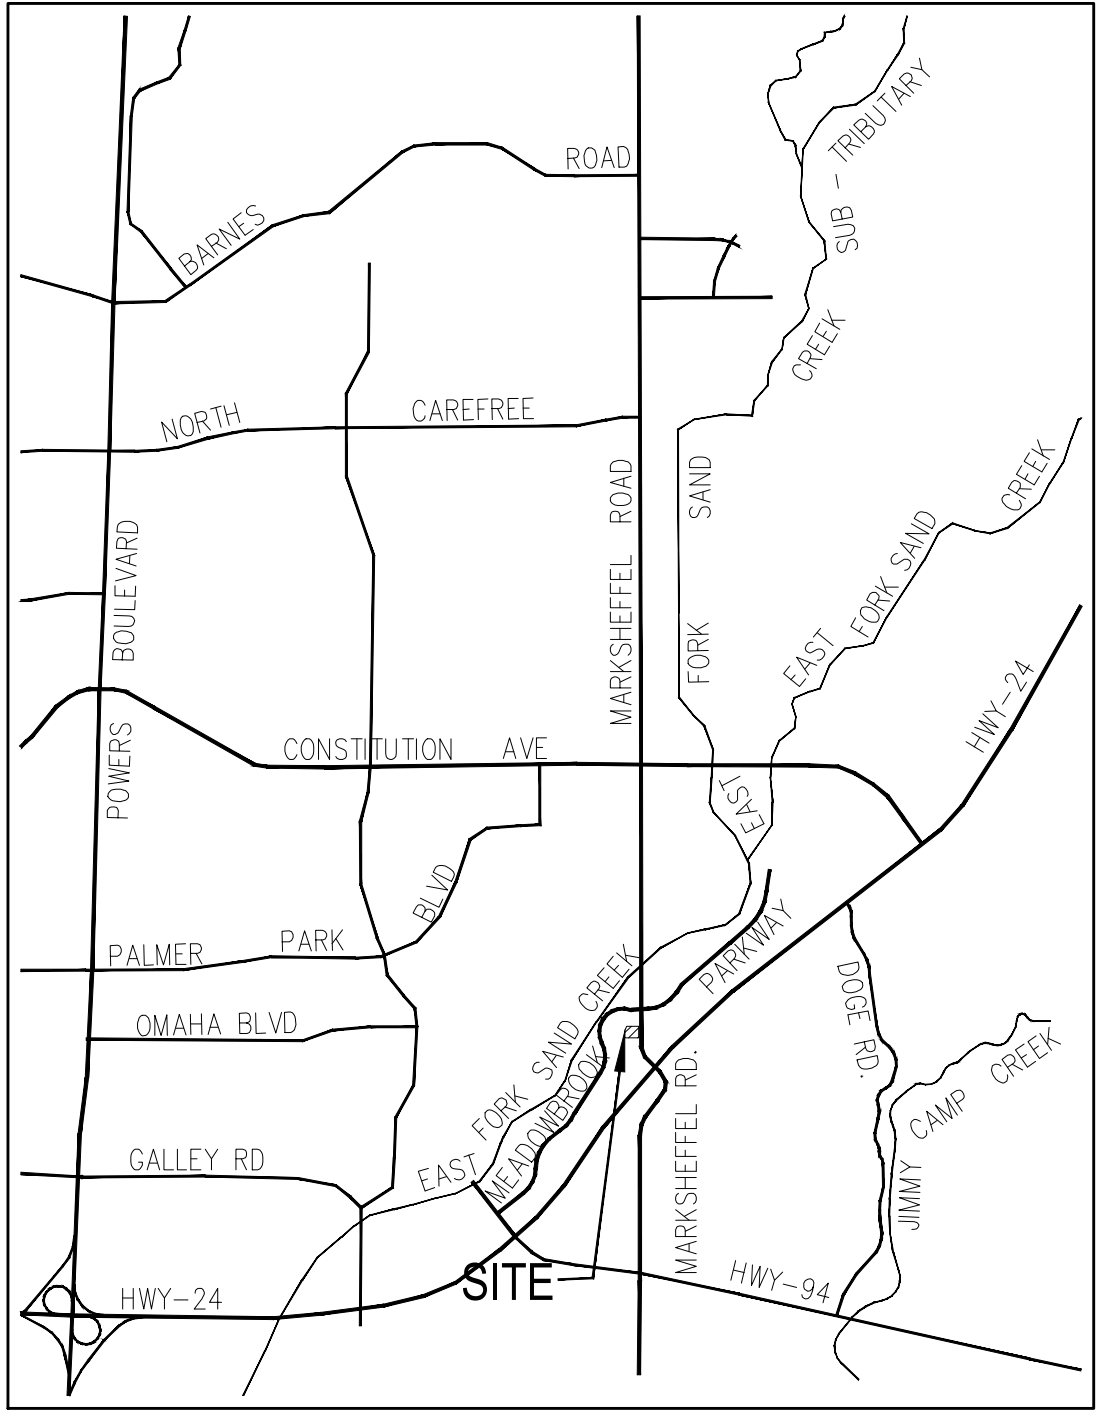 ROAD
SUB – TRIBUTARY
BARNES
CREEK
NORTH
CAREFREE
SAND
FORK
MARKSHEFFEL ROAD
CREEK
FORK SAND
EAST
POWERS BOULEVARD
HWY–24
CONSTITUTION AVE
EAST
BLVD
PALMER
PARK
PARKWAY
DOGE RD.
OMAHA BLVD
EAST
FORK SAND CREEK
MEADOWBROOK
MARKSHEFFEL RD.
JIMMY
CAMP
CREEK
GALLEY RD
HWY–24
SITE
HWY–94